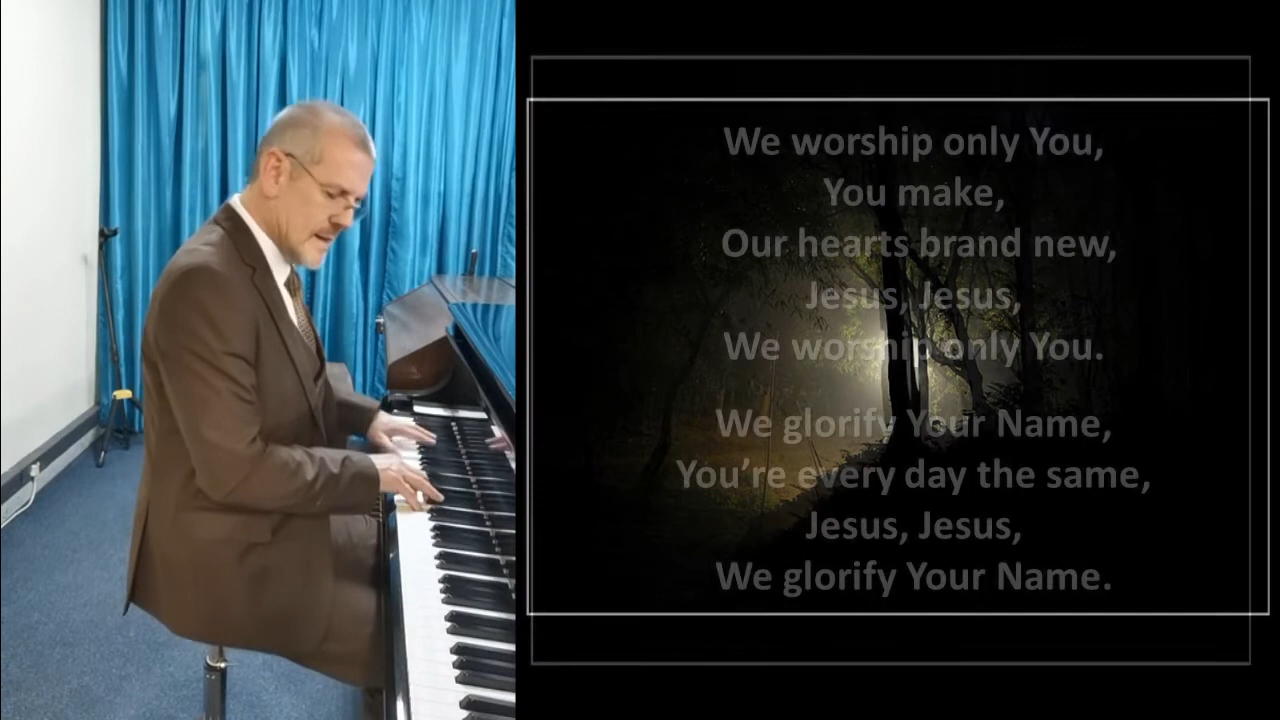 We worship only You,
You make,
Our hearts brand new,
Jesus, Jesus,
We worship only You.
We glorify Your Name,
You're every day the same,
Jesus, Jesus,
We glorify Your Name.